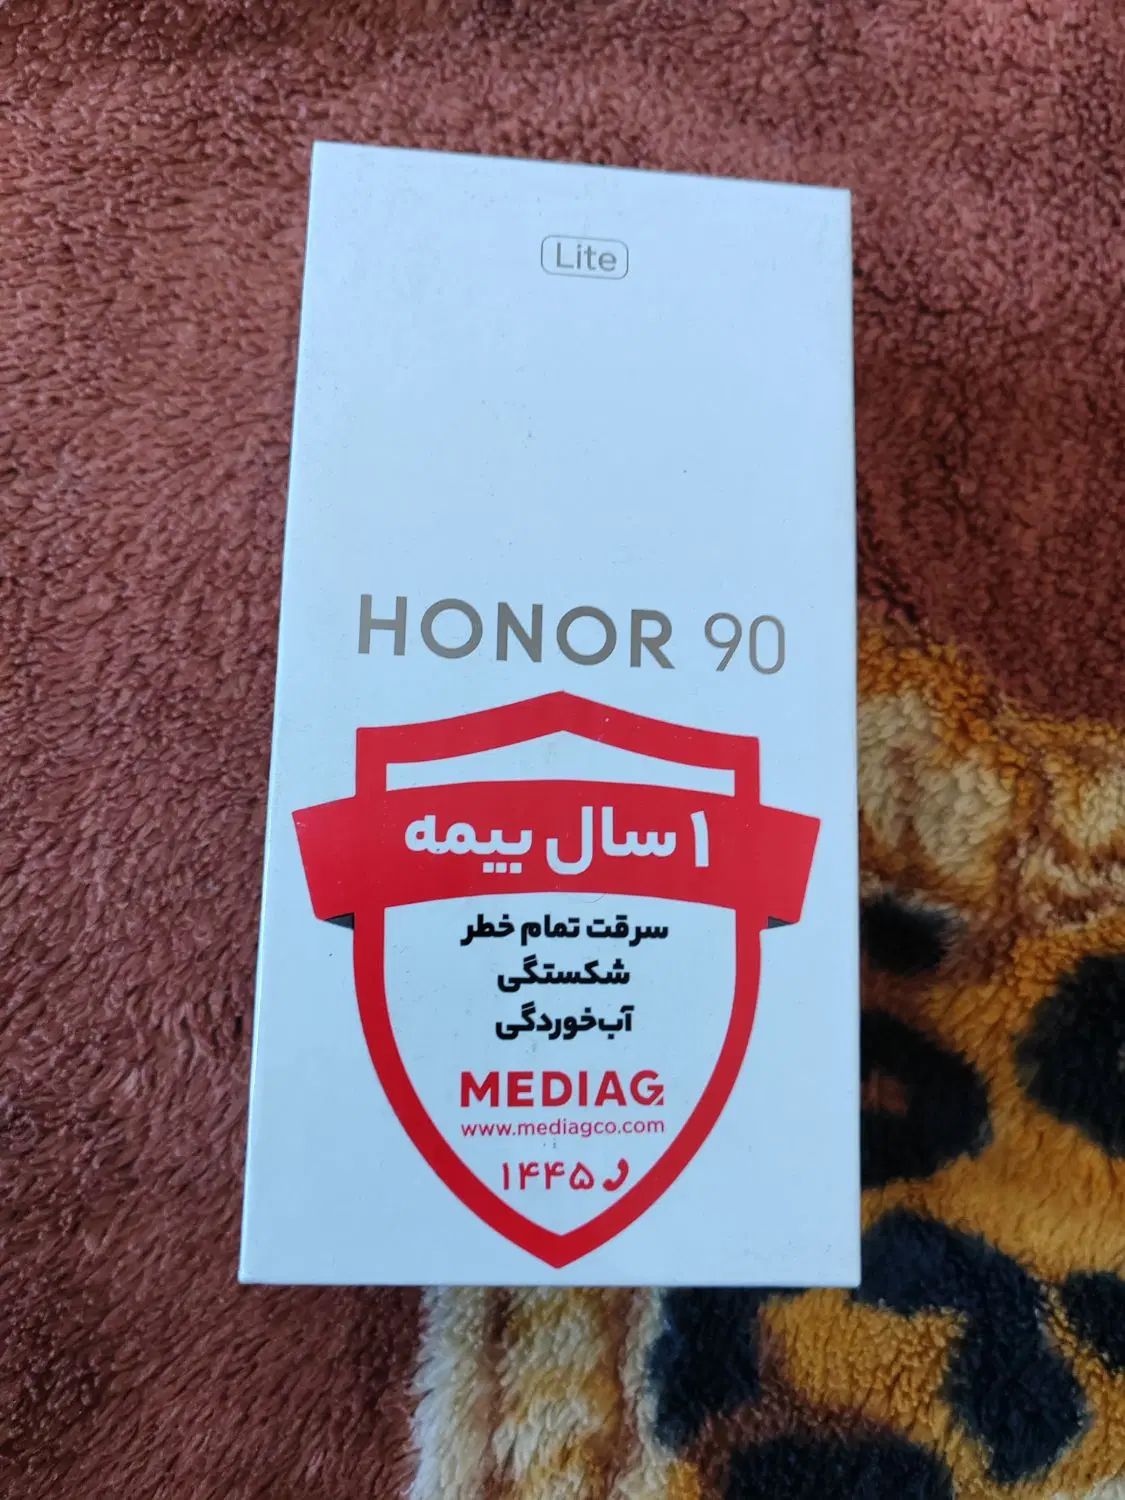 Lite
HONOR 90
۱ سال بیمه
سرقت تمام خطر
شکستگی
آب‌خوردگی
MEDIAG
www.mediagco.com
۱۴۴۵